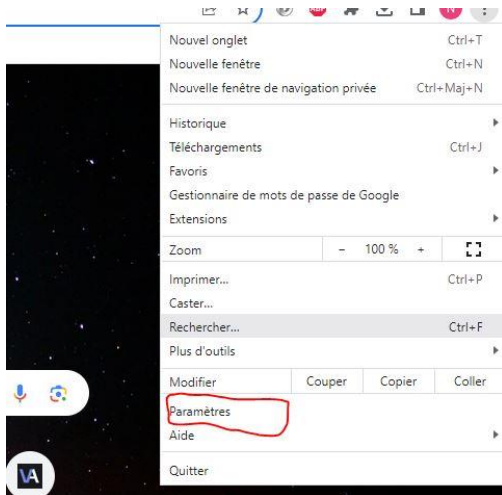 ABP N
Nouvel onglet Ctrl+T
Nouvelle fenêtre Ctrl+N
Nouvelle fenêtre de navigation privée Ctrl+Maj+N
Historique
Téléchargements Ctrl+J
Favoris
Gestionnaire de mots de passe de Google
Extensions
Zoom - 100 % +
Imprimer... Ctrl+P
Caster...
Rechercher... Ctrl+F
Plus d'outils
Modifier Couper Copier Coller
Paramètres
Aide
Quitter
VA